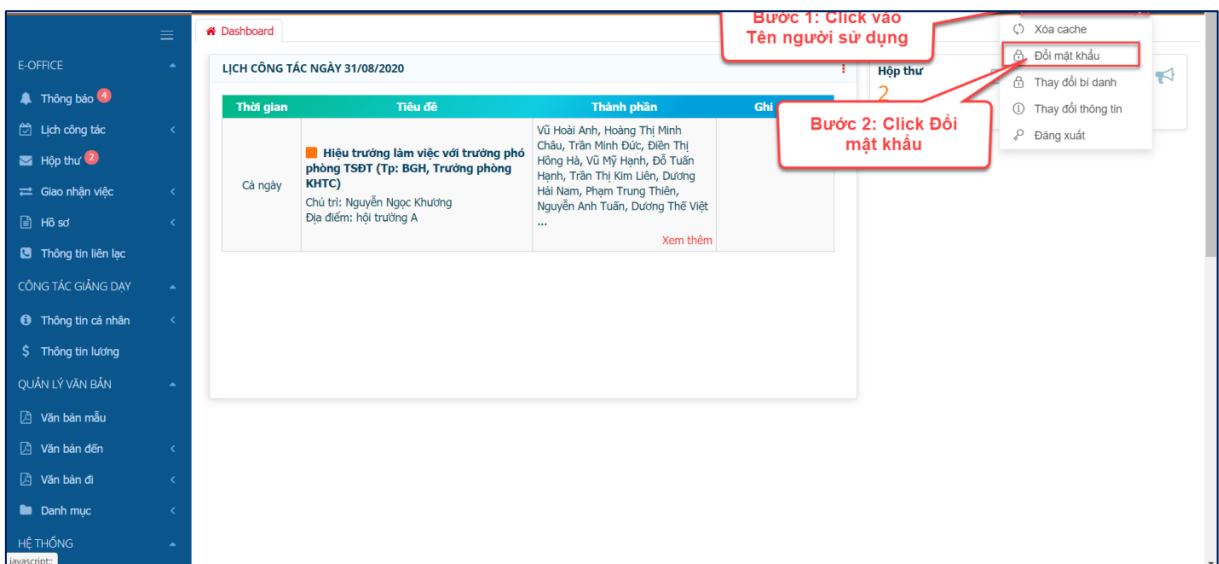 E-OFFICE
Thông báo 4
Lịch công tác
Hộp thư 2
Giao nhận việc
Hồ sơ
Thông tin liên lạc
CÔNG TÁC GIẢNG DẠY
Thông tin cá nhân
Thông tin lương
QUẢN LÝ VĂN BẢN
Văn bản mẫu
Văn bản đến
Văn bản đi
Danh mục
HỆ THỐNG
javascript:;
Dashboard
LỊCH CÔNG TÁC NGÀY 31/08/2020
Thời gian Tiêu đề Thành phần Ghi
Cả ngày
Hiệu trưởng làm việc với trưởng phó
phòng TSĐT (Tp: BGH, Trưởng phòng
KHTC)
Chủ trì: Nguyễn Ngọc Khương
Địa điểm: hội trường A
Vũ Hoài Anh, Hoàng Thị Minh
Châu, Trần Minh Đức, Điền Thị
Hồng Hà, Vũ Mỹ Hạnh, Đỗ Tuấn
Hạnh, Trần Thị Kim Liên, Dương
Hải Nam, Phạm Trung Thiên,
Nguyễn Anh Tuấn, Dương Thế Việt
...
Xem thêm
Bước 1: Click vào
Tên người sử dụng
Hộp thư
2
Bước 2: Click Đổi
mật khẩu
Xóa cache
Đổi mật khẩu
Thay đổi bí danh
Thay đổi thông tin
Đăng xuất